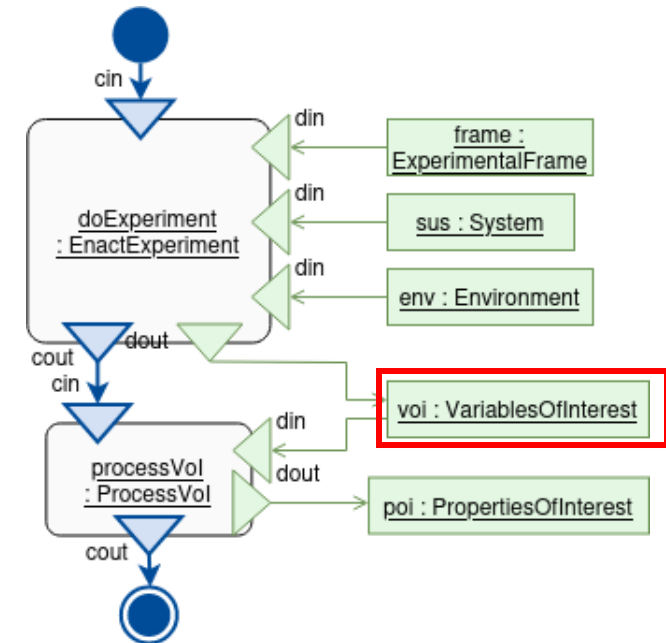 cin
din
frame :
ExperimentalFrame
doExperiment
: EnactExperiment
din
sus : System
din
env : Environment
dout
cout
cin
voi : VariablesOfInterest
din
processVoI
: ProcessVoI
dout
poi : PropertiesOfInterest
cout